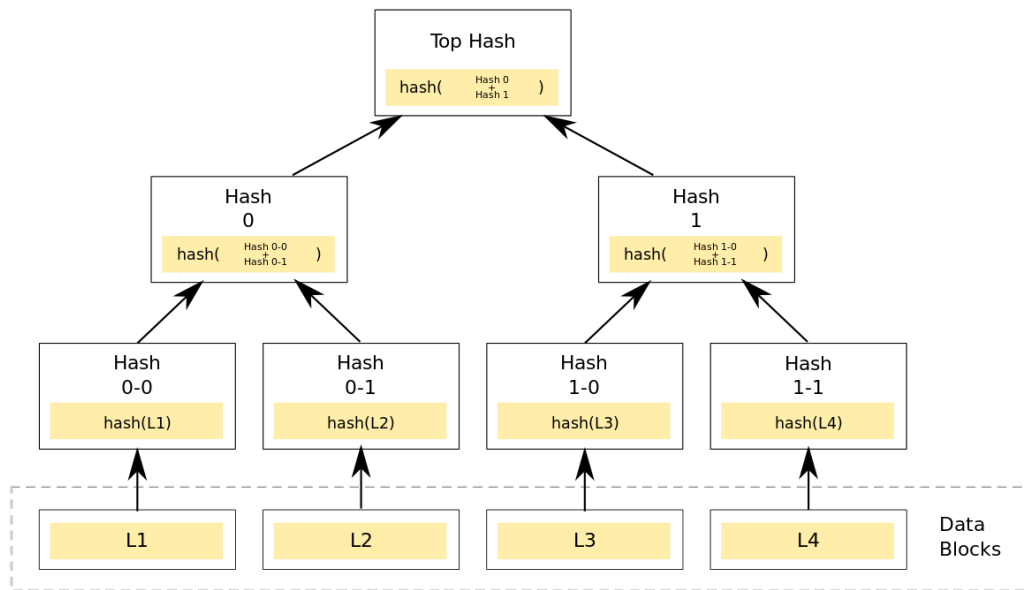 Top Hash
hash( Hash 0 + Hash 1 )
Hash
0
hash( Hash 0-0 + Hash 0-1 )
Hash
1
hash( Hash 1-0 + Hash 1-1 )
Hash
0-0
hash(L1)
Hash
0-1
hash(L2)
Hash
1-0
hash(L3)
Hash
1-1
hash(L4)
L1
L2
L3
L4
Data
Blocks